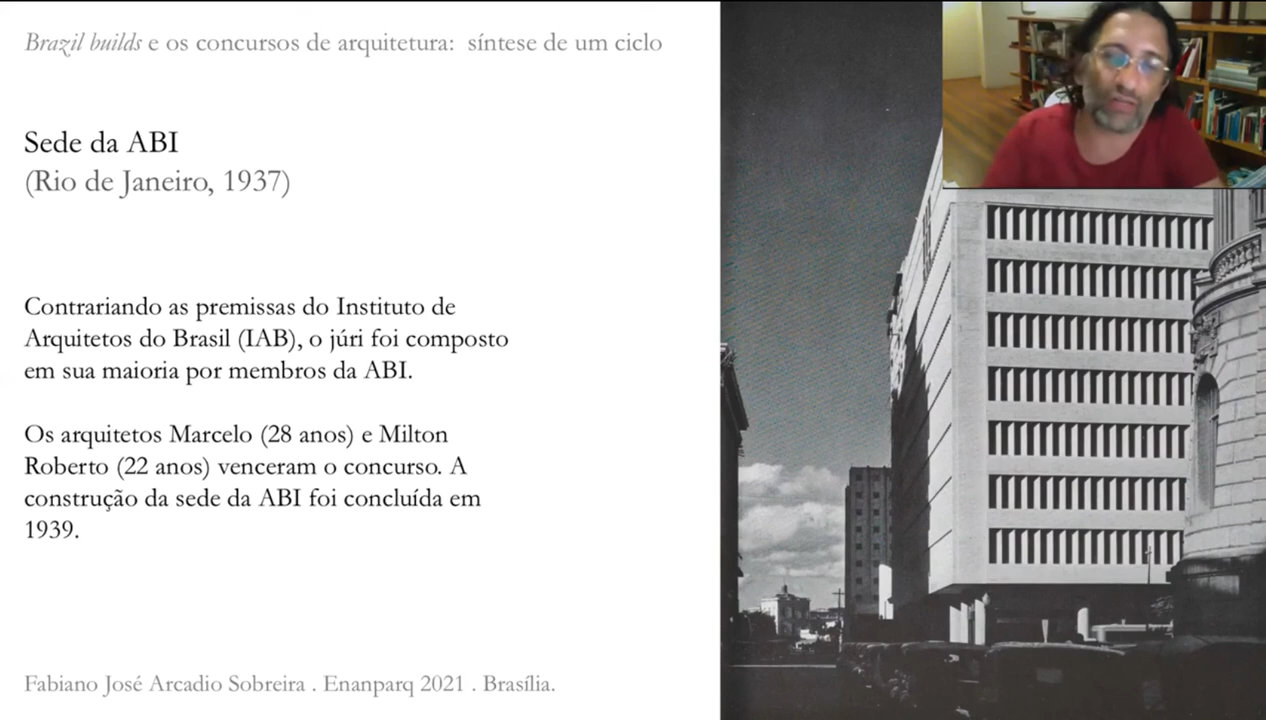 Brazil builds e os concursos de arquitetura: síntese de um ciclo
Sede da ABI
(Rio de Janeiro, 1937)
Contrariando as premissas do Instituto de
Arquitetos do Brasil (IAB), o júri foi composto
em sua maioria por membros da ABI.
Os arquitetos Marcelo (28 anos) e Milton
Roberto (22 anos) venceram o concurso. A
construção da sede da ABI foi concluída em
1939.
Fabiano José Arcadio Sobreira . Enanparq 2021 . Brasília.